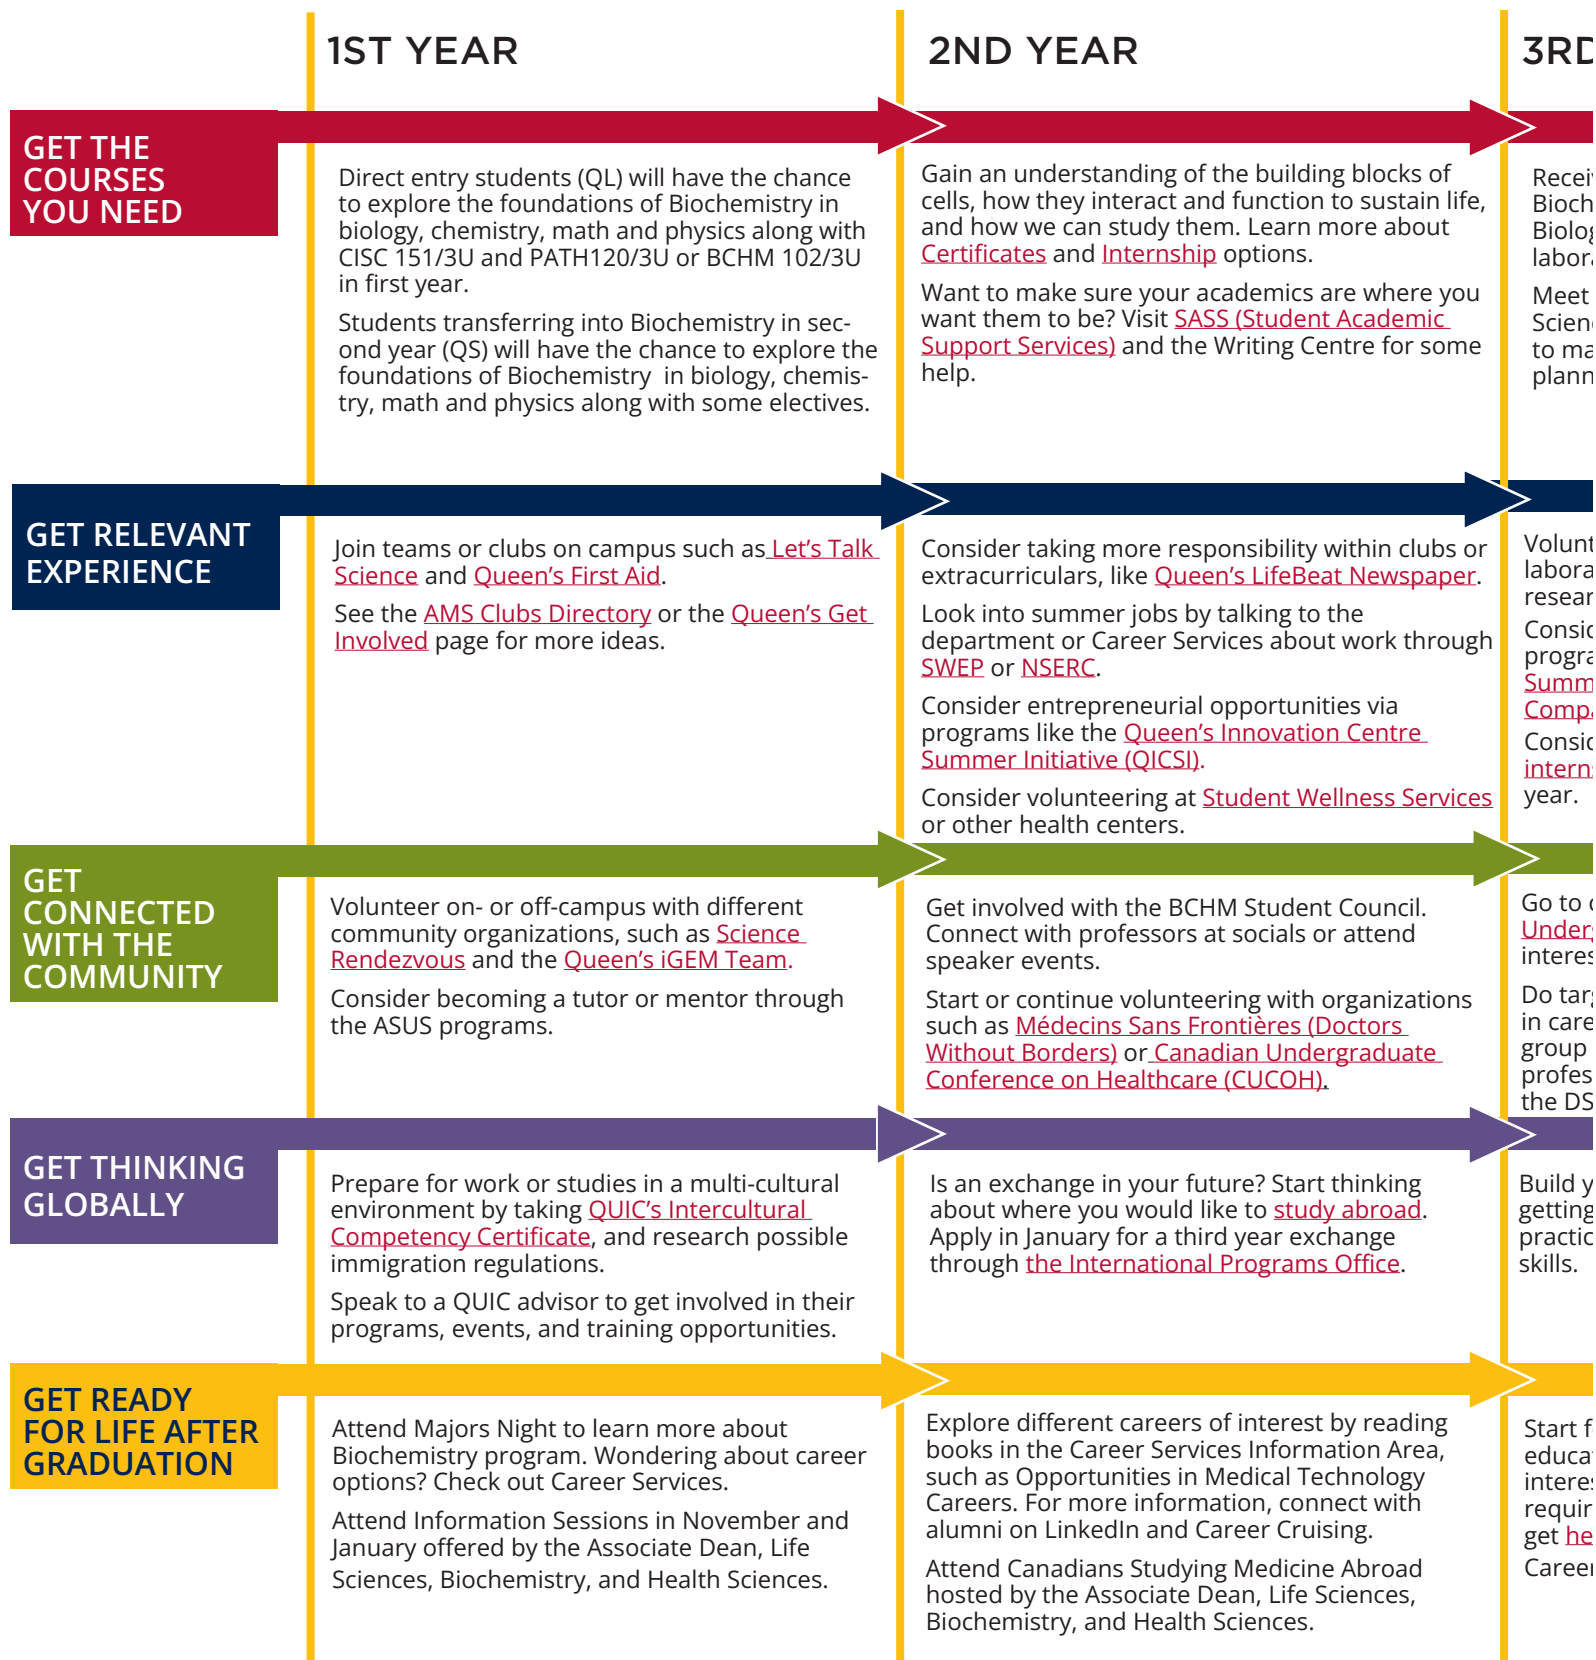 1ST YEAR
2ND YEAR
3RD
GET THE
COURSES
YOU NEED
Direct entry students (QL) will have the chance
to explore the foundations of Biochemistry in
biology, chemistry, math and physics along with
CISC 151/3U and PATH120/3U or BCHM 102/3U
in first year.
Students transferring into Biochemistry in sec-
ond year (QS) will have the chance to explore the
foundations of Biochemistry in biology, chemis-
try, math and physics along with some electives.
Gain an understanding of the building blocks of
cells, how they interact and function to sustain life,
and how we can study them. Learn more about
Certificates and Internship options.
Want to make sure your academics are where you
want them to be? Visit SASS (Student Academic
Support Services) and the Writing Centre for some
help.
Meet
to
GET RELEVANT
EXPERIENCE
Join teams or clubs on campus such as Let's Talk
Science and Queen's First Aid.
See the AMS Clubs Directory or the Queen's Get
Involved page for more ideas.
Consider taking more responsibility within clubs or
extracurriculars, like Queen's LifeBeat Newspaper.
Look into summer jobs by talking to the
department or Career Services about work through
SWEP or NSERC.
Consider entrepreneurial opportunities via
programs like the Queen's Innovation Centre
Summer Initiative (QICSI).
Consider volunteering at Student Wellness Services
or other health centers.
year.
GET
CONNECTED
WITH THE
COMMUNITY
Volunteer on- or off-campus with different
community organizations, such as Science
Rendezvous and the Queen's iGEM Team.
Consider becoming a tutor or mentor through
the ASUS programs.
Get involved with the BCHM Student Council.
Connect with professors at socials or attend
speaker events.
Start or continue volunteering with organizations
such as Médecins Sans Frontières (Doctors
Without Borders) or Canadian Undergraduate
Conference on Healthcare (CUCOH).
Go to
Do
in
group
the
GET THINKING
GLOBALLY
Prepare for work or studies in a multi-cultural
environment by taking QUIC's Intercultural
Competency Certificate, and research possible
immigration regulations.
Speak to a QUIC advisor to get involved in their
programs, events, and training opportunities.
Is an exchange in your future? Start thinking
about where you would like to study abroad.
Apply in January for a third year exchange
through the International Programs Office.
Build
getting
skills.
GET READY
FOR LIFE AFTER
GRADUATION
Attend Majors Night to learn more about
Biochemistry program. Wondering about career
options? Check out Career Services.
Attend Information Sessions in November and
January offered by the Associate Dean, Life
Sciences, Biochemistry, and Health Sciences.
Explore different careers of interest by reading
books in the Career Services Information Area,
such as Opportunities in Medical Technology
Careers. For more information, connect with
alumni on LinkedIn and Career Cruising.
Attend Canadians Studying Medicine Abroad
hosted by the Associate Dean, Life Sciences,
Biochemistry, and Health Sciences.
Start
get